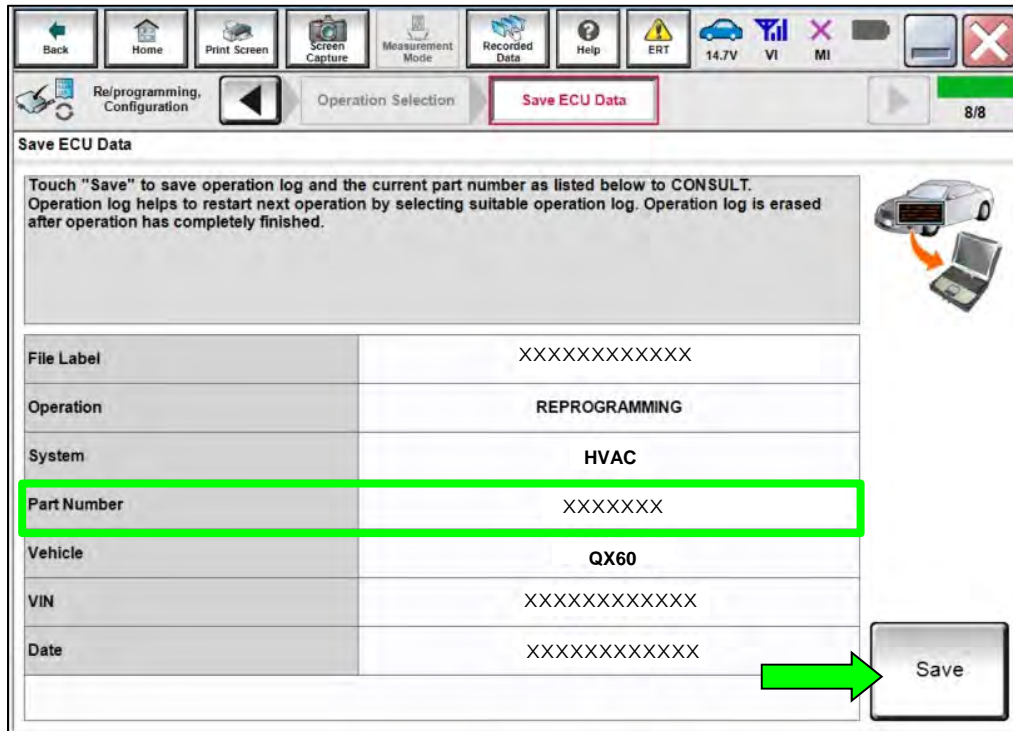 Back
Home
Print Screen
Screen Capture
Measurement Mode
Recorded Data
Help
ERT
14.7V
VI
MI
Re/programming, Configuration
Operation Selection
Save ECU Data
8/8
Save ECU Data
Touch "Save" to save operation log and the current part number as listed below to CONSULT.
Operation log helps to restart next operation by selecting suitable operation log. Operation log is erased
after operation has completely finished.
File Label XXXXXXXXXXXX
Operation REPROGRAMMING
System HVAC
Part Number XXXXXXX
Vehicle QX60
VIN XXXXXXXXXXXX
Date XXXXXXXXXXXX
Save